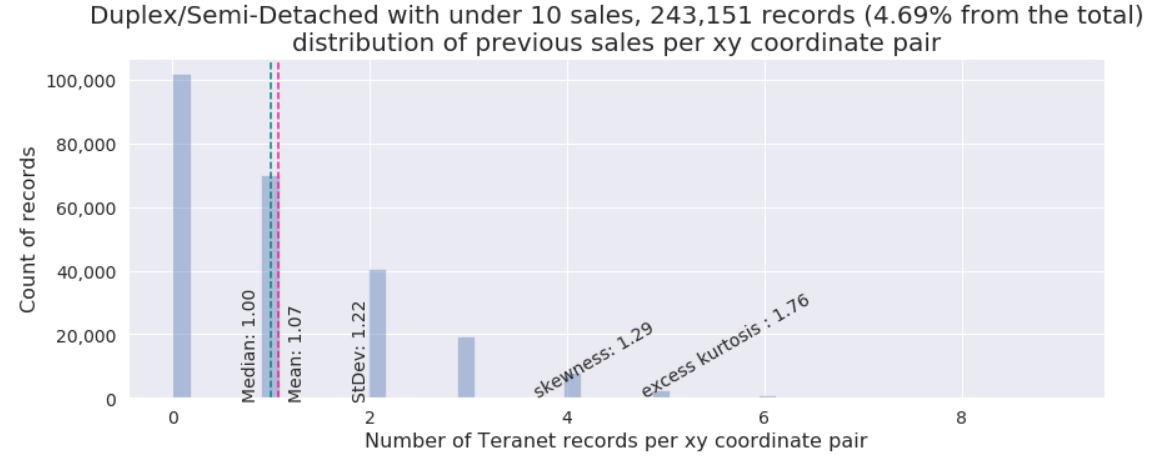 Duplex/Semi-Detached with under 10 sales, 243,151 records (4.69% from the total)
distribution of previous sales per xy coordinate pair
Count of records
100,000
80,000
60,000
40,000
20,000
0
Median: 1.00
Mean: 1.07
StDev: 1.22
skewness: 1.29
excess kurtosis : 1.76
0 2 4 6 8
Number of Teranet records per xy coordinate pair